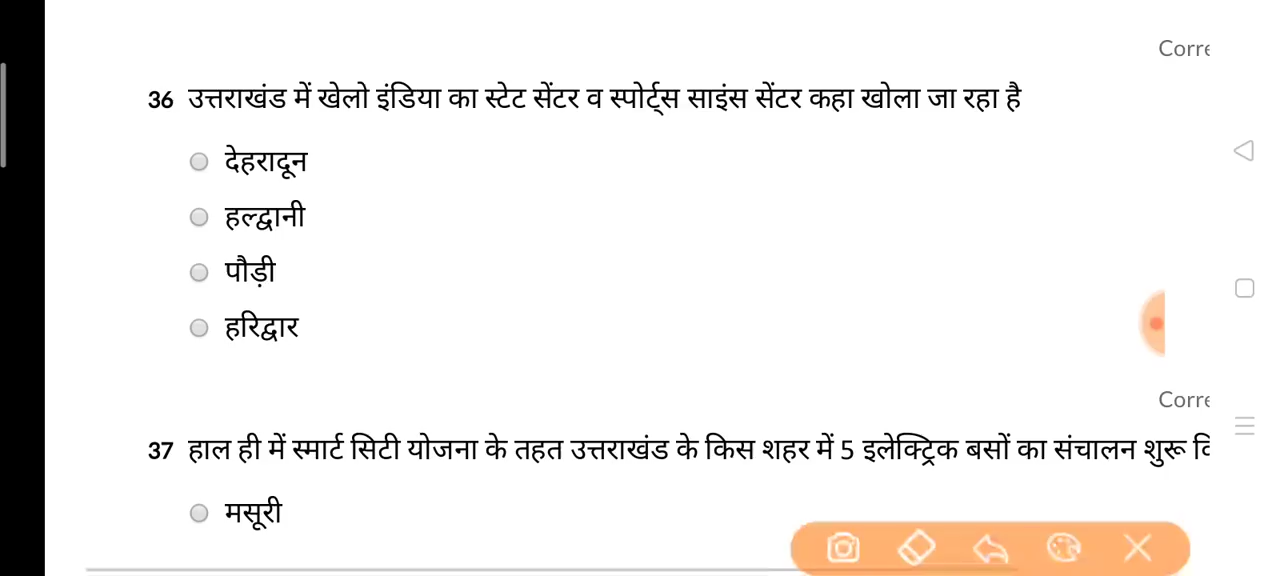 Corre
36 उत्तराखंड में खेलो इंडिया का स्टेट सेंटर व स्पोर्ट्स साइंस सेंटर कहा खोला जा रहा है
देहरादून
हल्द्वानी
पौड़ी
हरिद्वार
Corre
37 हाल ही में स्मार्ट सिटी योजना के तहत उत्तराखंड के किस शहर में 5 इलेक्ट्रिक बसों का संचालन शुरू
मसूरी